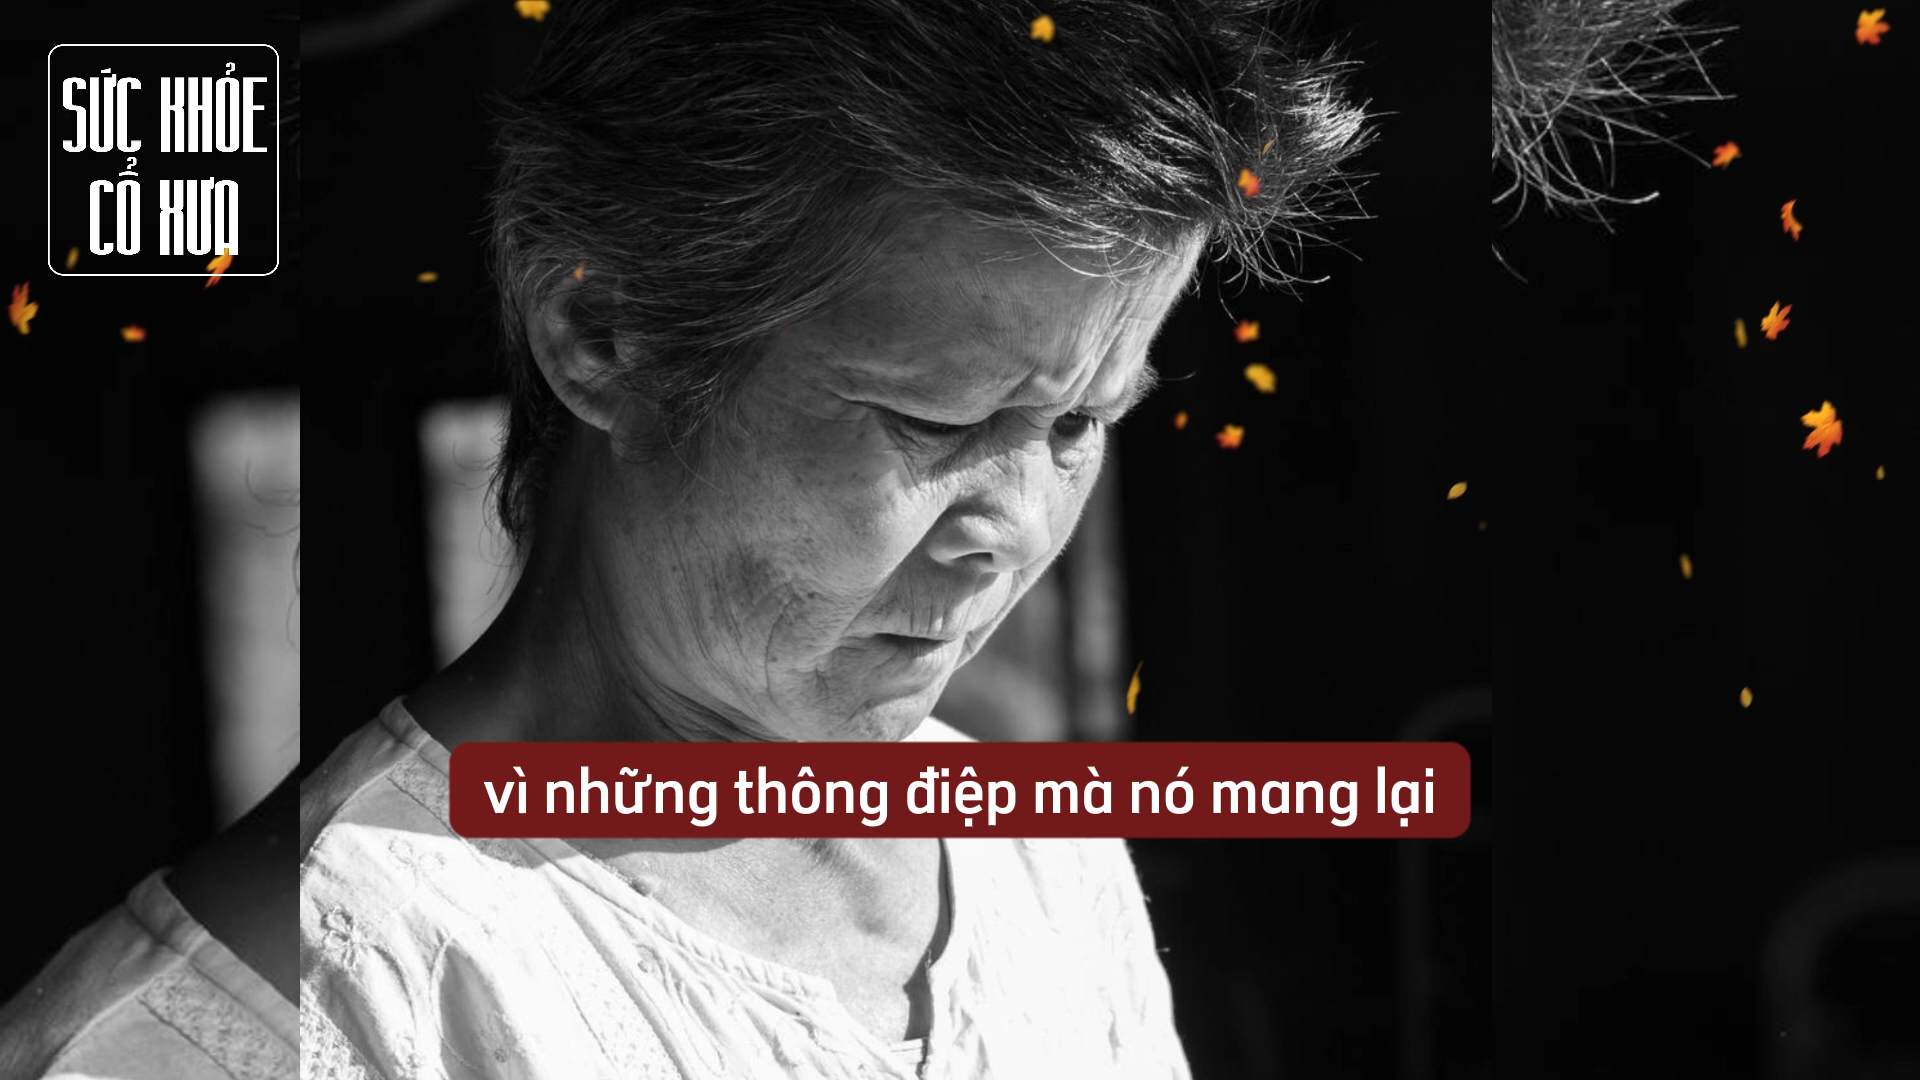 SỨC KHỎE
CỔ XƯA
vì những thông điệp mà nó mang lại